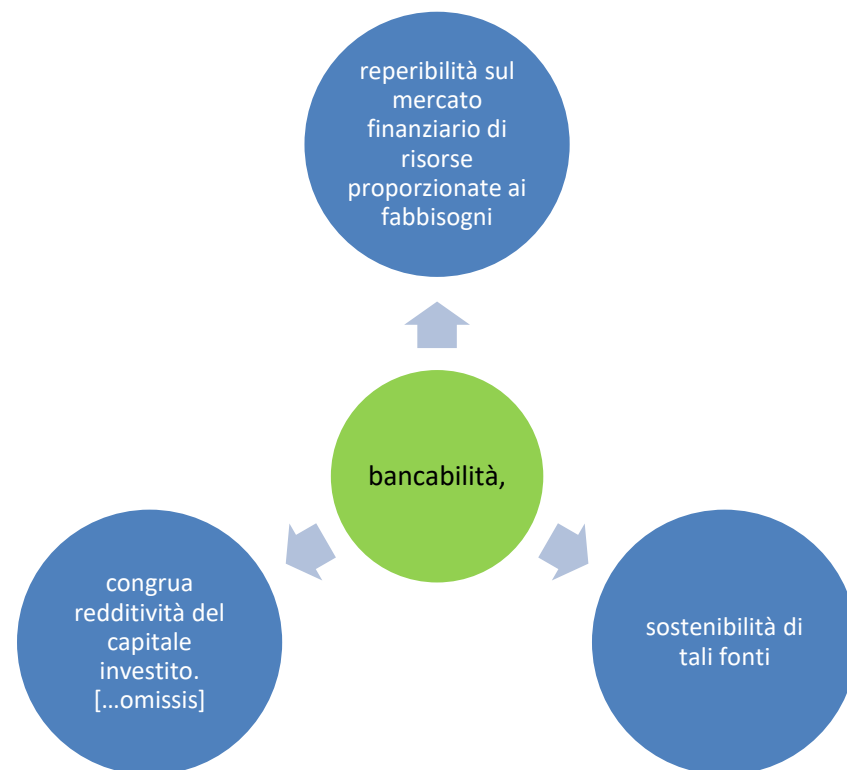 reperibilità sul
mercato
finanziario di
risorse
proporzionate ai
fabbisogni
bancabilità,
congrua
redditività del
capitale
investito.
[...omissis]
sostenibilità di
tali fonti